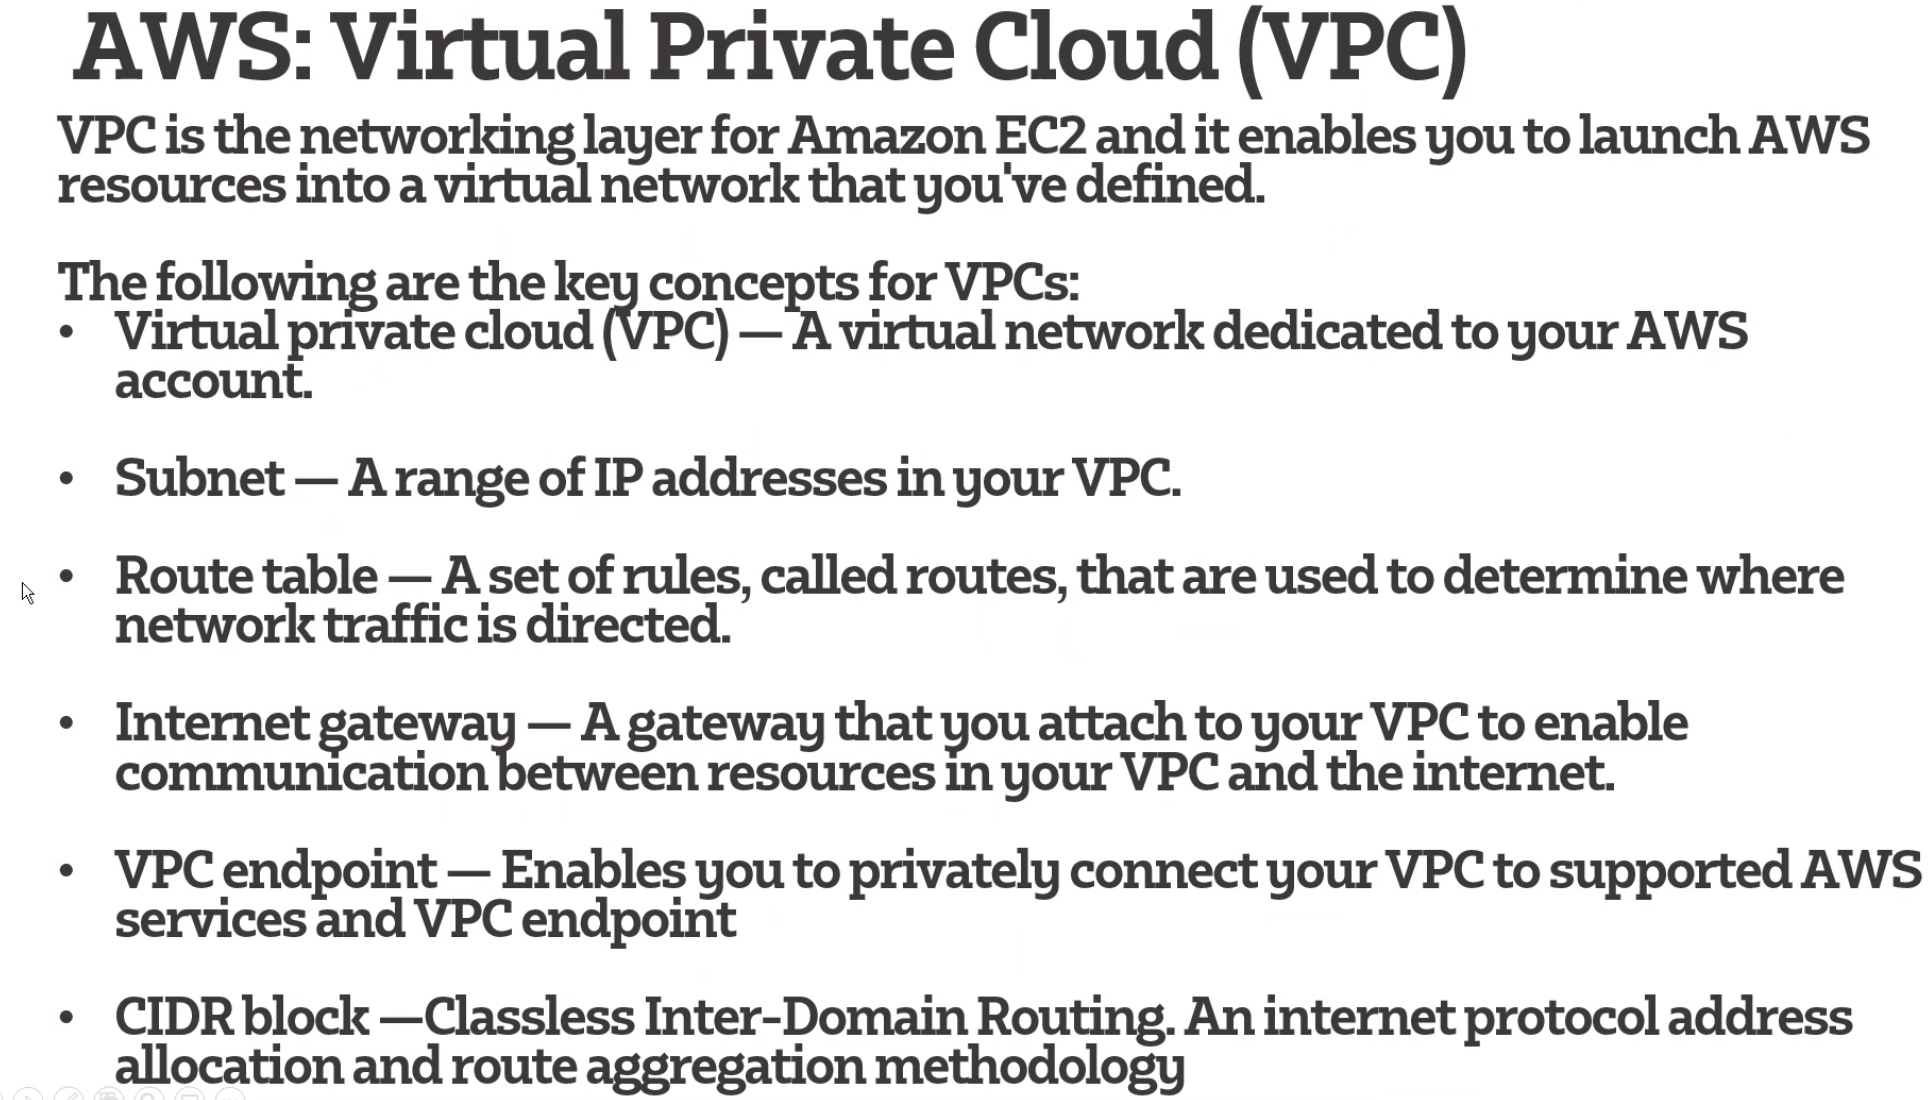 AWS: Virtual Private Cloud (VPC)
VPC is the networking layer for Amazon EC2 and it enables you to launch AWS
resources into a virtual network that you've defined.
The following are the key concepts for VPCs:
• Virtual private cloud (VPC) — A virtual network dedicated to your AWS
account.
• Subnet — A range of IP addresses in your VPC.
• Route table — A set of rules, called routes, that are used to determine where
network traffic is directed.
• Internet gateway — A gateway that you attach to your VPC to enable
communication between resources in your VPC and the internet.
• VPC endpoint — Enables you to privately connect your VPC to supported AWS
services and VPC endpoint
• CIDR block —Classless Inter-Domain Routing. An internet protocol address
allocation and route aggregation methodology